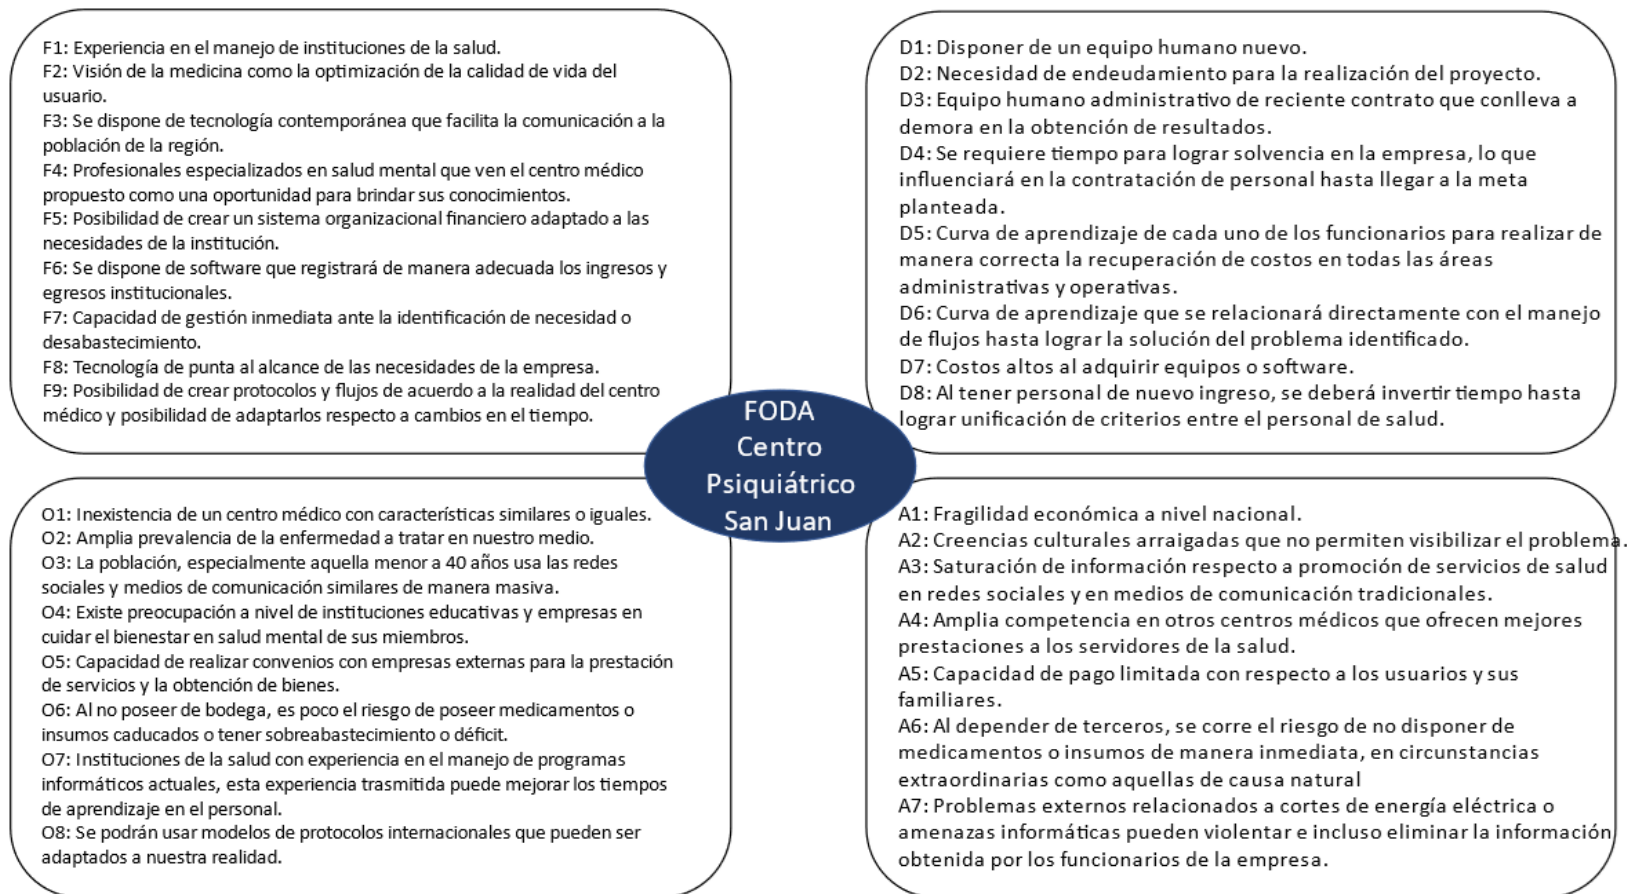 F1: Experiencia en el manejo de instituciones de la salud.
F2: Visión de la medicina como la optimización de la calidad de vida del
usuario.
F3: Se dispone de tecnología contemporánea que facilita la comunicación a la
población de la región.
F4: Profesionales especializados en salud mental que ven el centro médico
propuesto como una oportunidad para brindar sus conocimientos.
F5: Posibilidad de crear un sistema organizacional financiero adaptado a las
necesidades de la institución.
F6: Se dispone de software que registrará de manera adecuada los ingresos y
egresos institucionales.
F7: Capacidad de gestión inmediata ante la identificación de necesidad o
desabastecimiento.
F8: Tecnología de punta al alcance de las necesidades de la empresa.
F9: Posibilidad de crear protocolos y flujos de acuerdo a la realidad del centro
médico y posibilidad de adaptarlos respecto a cambios en el tiempo.
D1: Disponer de un equipo humano nuevo.
D2: Necesidad de endeudamiento para la realización del proyecto.
D3: Equipo humano administrativo de reciente contrato que conlleva a
demora en la obtención de resultados.
D4: Se requiere tiempo para lograr solvencia en la empresa, lo que
influenciará en la contratación de personal hasta llegar a la meta
planteada.
D5: Curva de aprendizaje de cada uno de los funcionarios para realizar de
manera correcta la recuperación de costos en todas las áreas
administrativas y operativas.
D6: Curva de aprendizaje que se relacionará directamente con el manejo
de flujos hasta lograr la solución del problema identificado.
D7: Costos altos al adquirir equipos o software.
D8: Al tener personal de nuevo ingreso, se deberá invertir tiempo hasta
lograr unificación de criterios entre el personal de salud.
FODA
Centro
Psiquiátrico
San Juan
O1: Inexistencia de un centro médico con características similares o iguales.
O2: Amplia prevalencia de la enfermedad a tratar en nuestro medio.
O3: La población, especialmente aquella menor a 40 años usa las redes
sociales y medios de comunicación similares de manera masiva.
O4: Existe preocupación a nivel de instituciones educativas y empresas en
cuidar el bienestar en salud mental de sus miembros.
O5: Capacidad de realizar convenios con empresas externas para la prestación
de servicios y la obtención de bienes.
O6: Al no poseer de bodega, es poco el riesgo de poseer medicamentos o
insumos caducados o tener sobreabastecimiento o déficit.
O7: Instituciones de la salud con experiencia en el manejo de programas
informáticos actuales, esta experiencia trasmitida puede mejorar los tiempos
de aprendizaje en el personal.
O8: Se podrán usar modelos de protocolos internacionales que pueden ser
adaptados a nuestra realidad.
A1: Fragilidad económica a nivel nacional.
A2: Creencias culturales arraigadas que no permiten visibilizar el problema.
A3: Saturación de información respecto a promoción de servicios de salud
en redes sociales y en medios de comunicación tradicionales.
A4: Amplia competencia en otros centros médicos que ofrecen mejores
prestaciones a los servidores de la salud.
A5: Capacidad de pago limitada con respecto a los usuarios y sus
familiares.
A6: Al depender de terceros, se corre el riesgo de no disponer de
medicamentos o insumos de manera inmediata, en circunstancias
extraordinarias como aquellas de causa natural
A7: Problemas externos relacionados a cortes de energía eléctrica o
amenazas informáticas pueden violentar e incluso eliminar la información
obtenida por los funcionarios de la empresa.